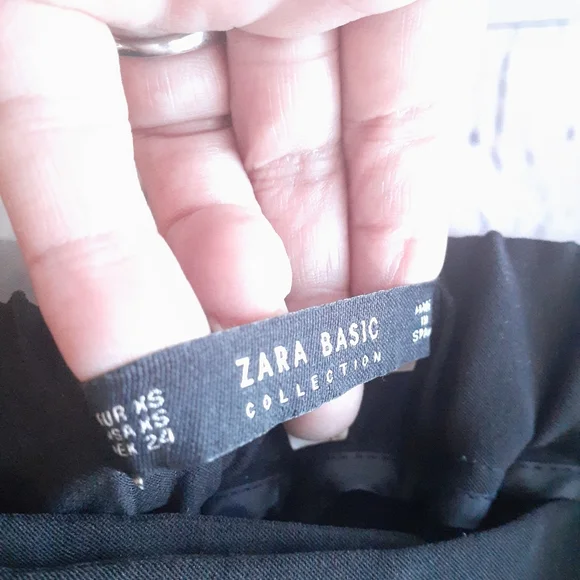 EUR XS
USA XS
MEX 24
ZARA BASIC
COLLECTION
MADE
IN
SPAIN